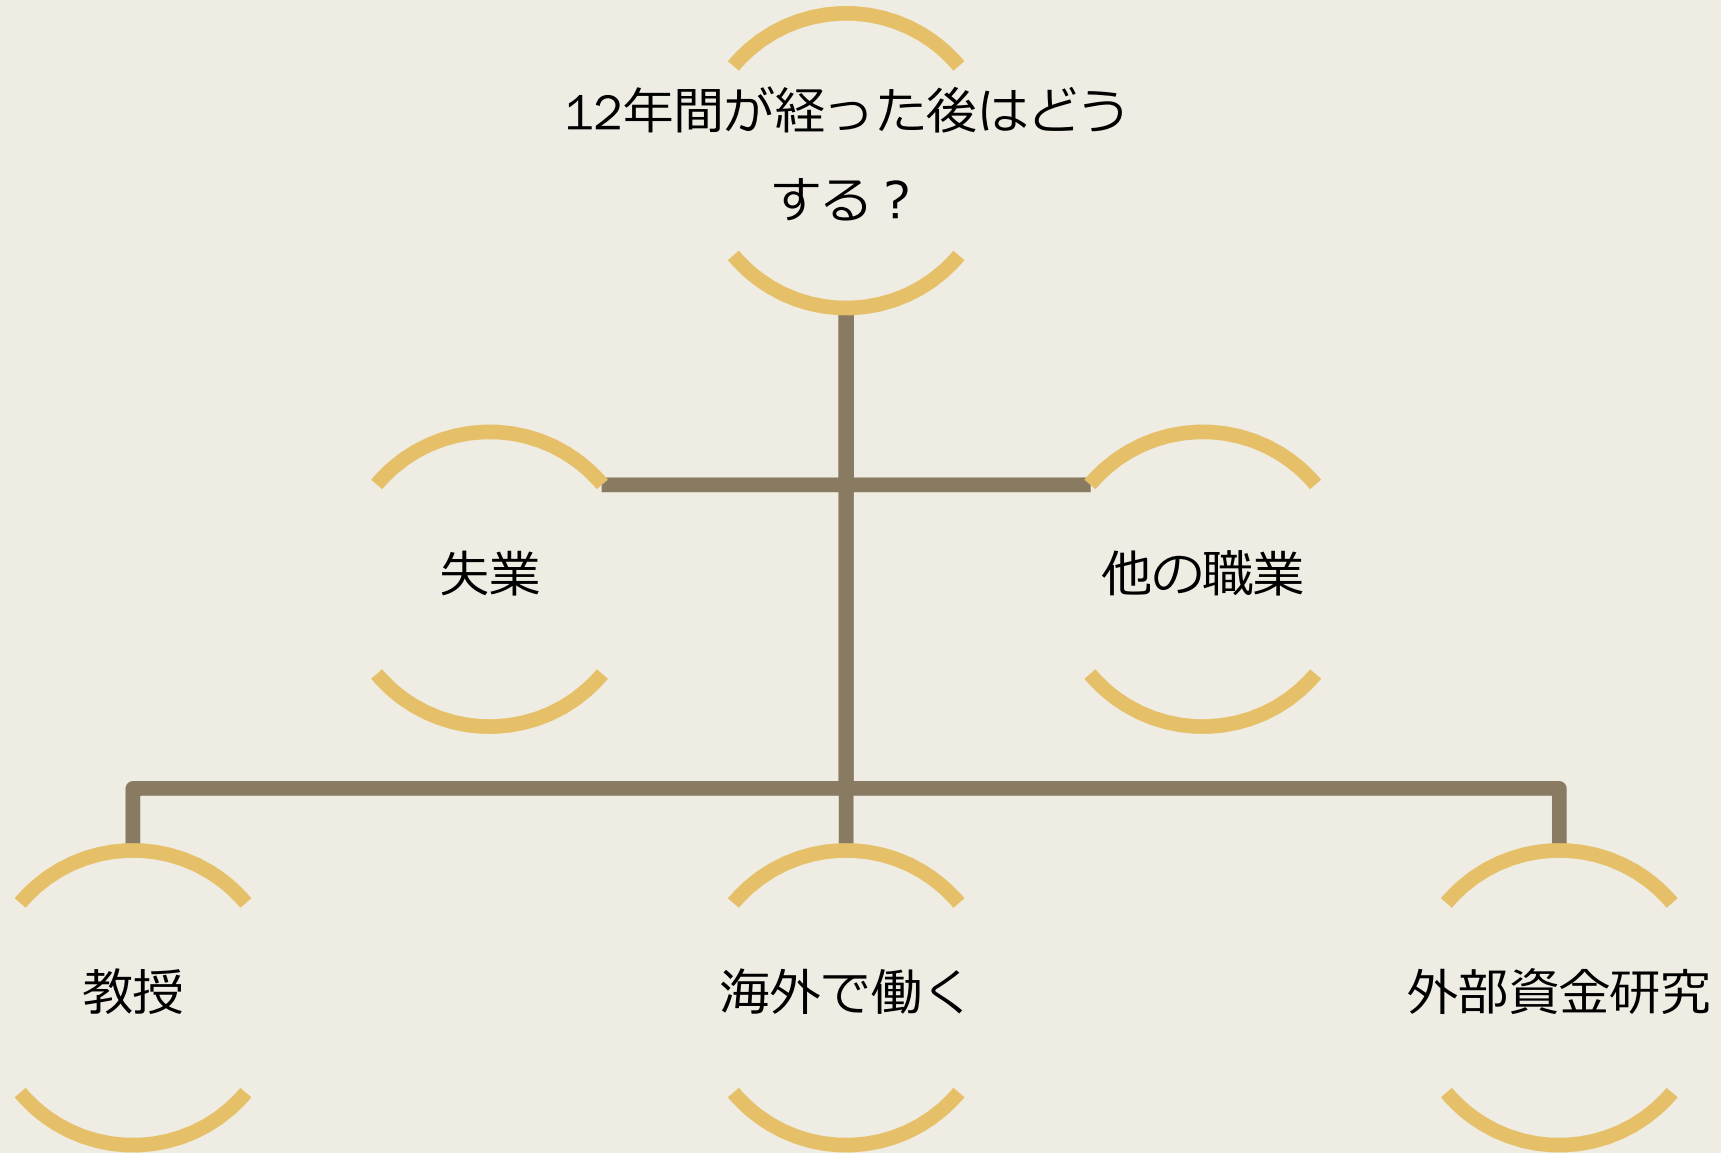 12年間が経った後はどう
する？
失業
他の職業
教授
海外で働く
外部資金研究